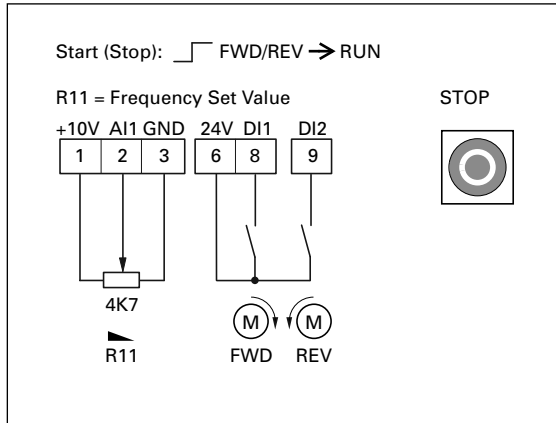 Start (Stop): FWD/REV → RUN
R11 = Frequency Set Value
STOP
+10V AI1 GND 24V DI1 DI2
1 2 3 6 8 9
4K7
M M
R11 FWD REV